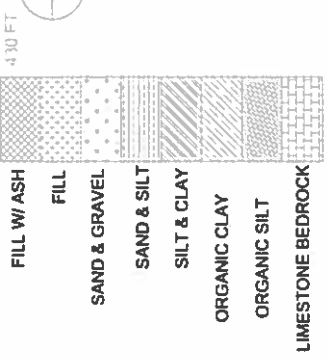 430 FT
FILL W/ ASH
FILL
SAND & GRAVEL
SAND & SILT
SILT & CLAY
ORGANIC CLAY
ORGANIC SILT
LIMESTONE BEDROCK